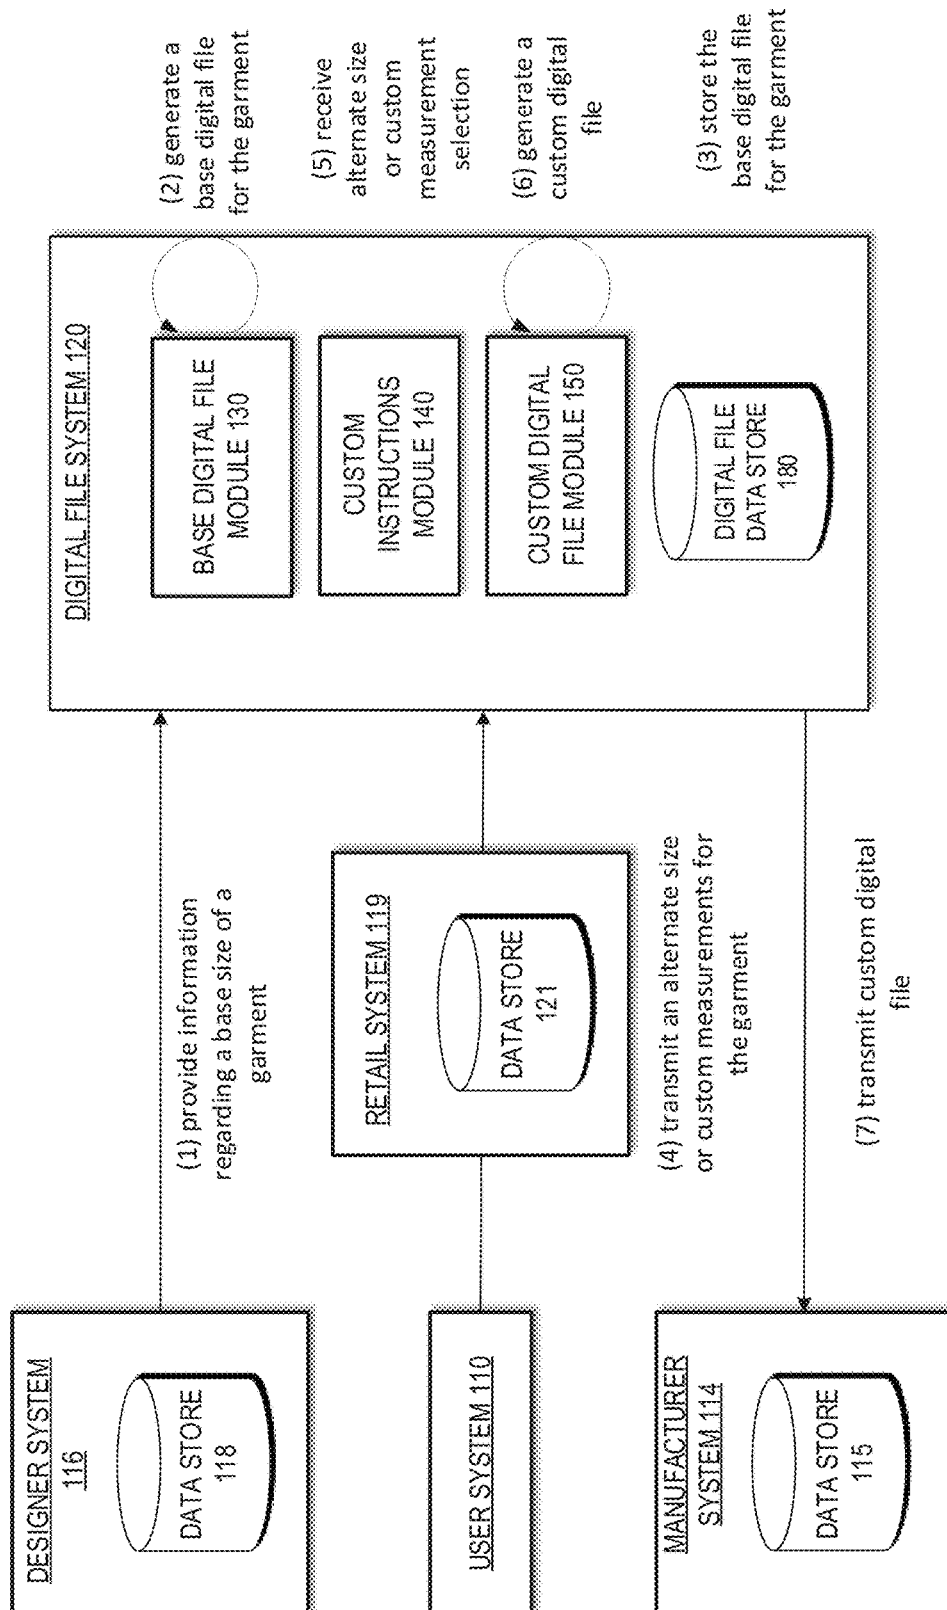 DESIGNER SYSTEM
116
DATA STORE
118
(1) provide information
regarding a base size of a
garment
USER SYSTEM 110
RETAIL SYSTEM 119
DATA STORE
121
(4) transmit an alternate size
or custom measurements for
the garment
MANUFACTURER
SYSTEM 114
DATA STORE
115
(7) transmit custom digital
file
DIGITAL FILE SYSTEM 120
BASE DIGITAL FILE
MODULE 130
CUSTOM
INSTRUCTIONS
MODULE 140
CUSTOM DIGITAL
FILE MODULE 150
DIGITAL FILE
DATA STORE
180
(2) generate a
base digital file
for the garment
(5) receive
alternate size
or custom
measurement
selection
(6) generate a
custom digital
file
(3) store the
base digital file
for the garment